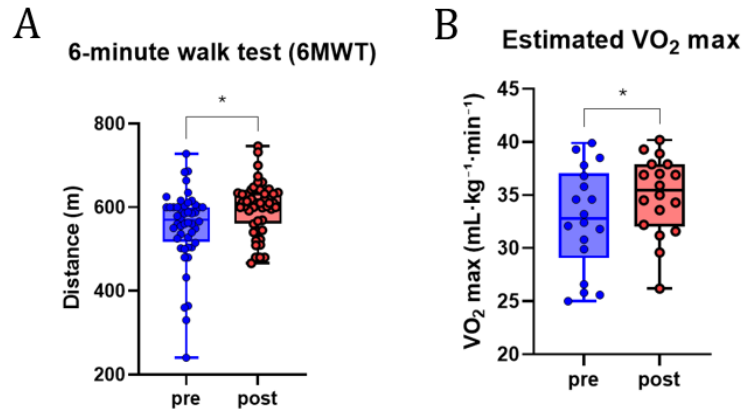 A
6-minute walk test (6MWT)
*
800
600
400
200
Distance (m)
pre post
B
Estimated VO₂ max
*
45
40
35
30
25
20
VO₂ max (mL·kg⁻¹·min⁻¹)
pre post